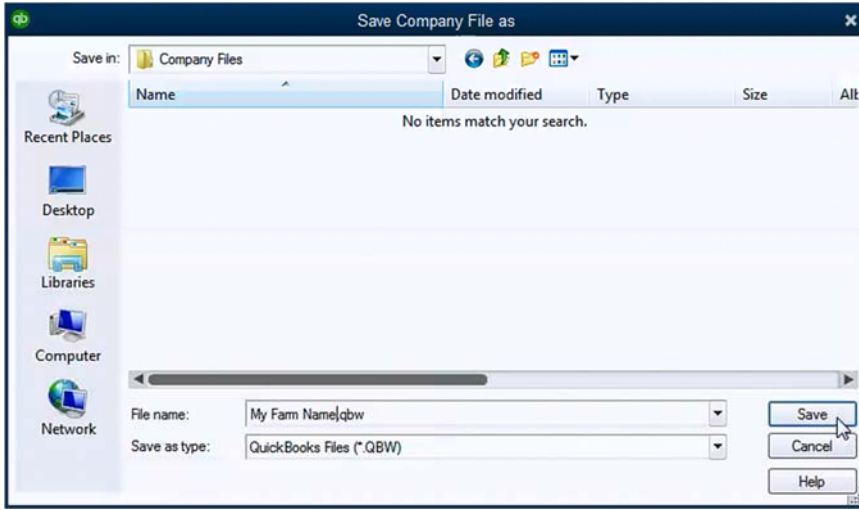 qb Save Company File as
Save in: Company Files
Name Date modified Type Size Alb
No items match your search.
Recent Places
Desktop
Libraries
Computer
Network
File name: My Farm Name.qbw Save
Save as type: QuickBooks Files (*.QBW) Cancel
Help